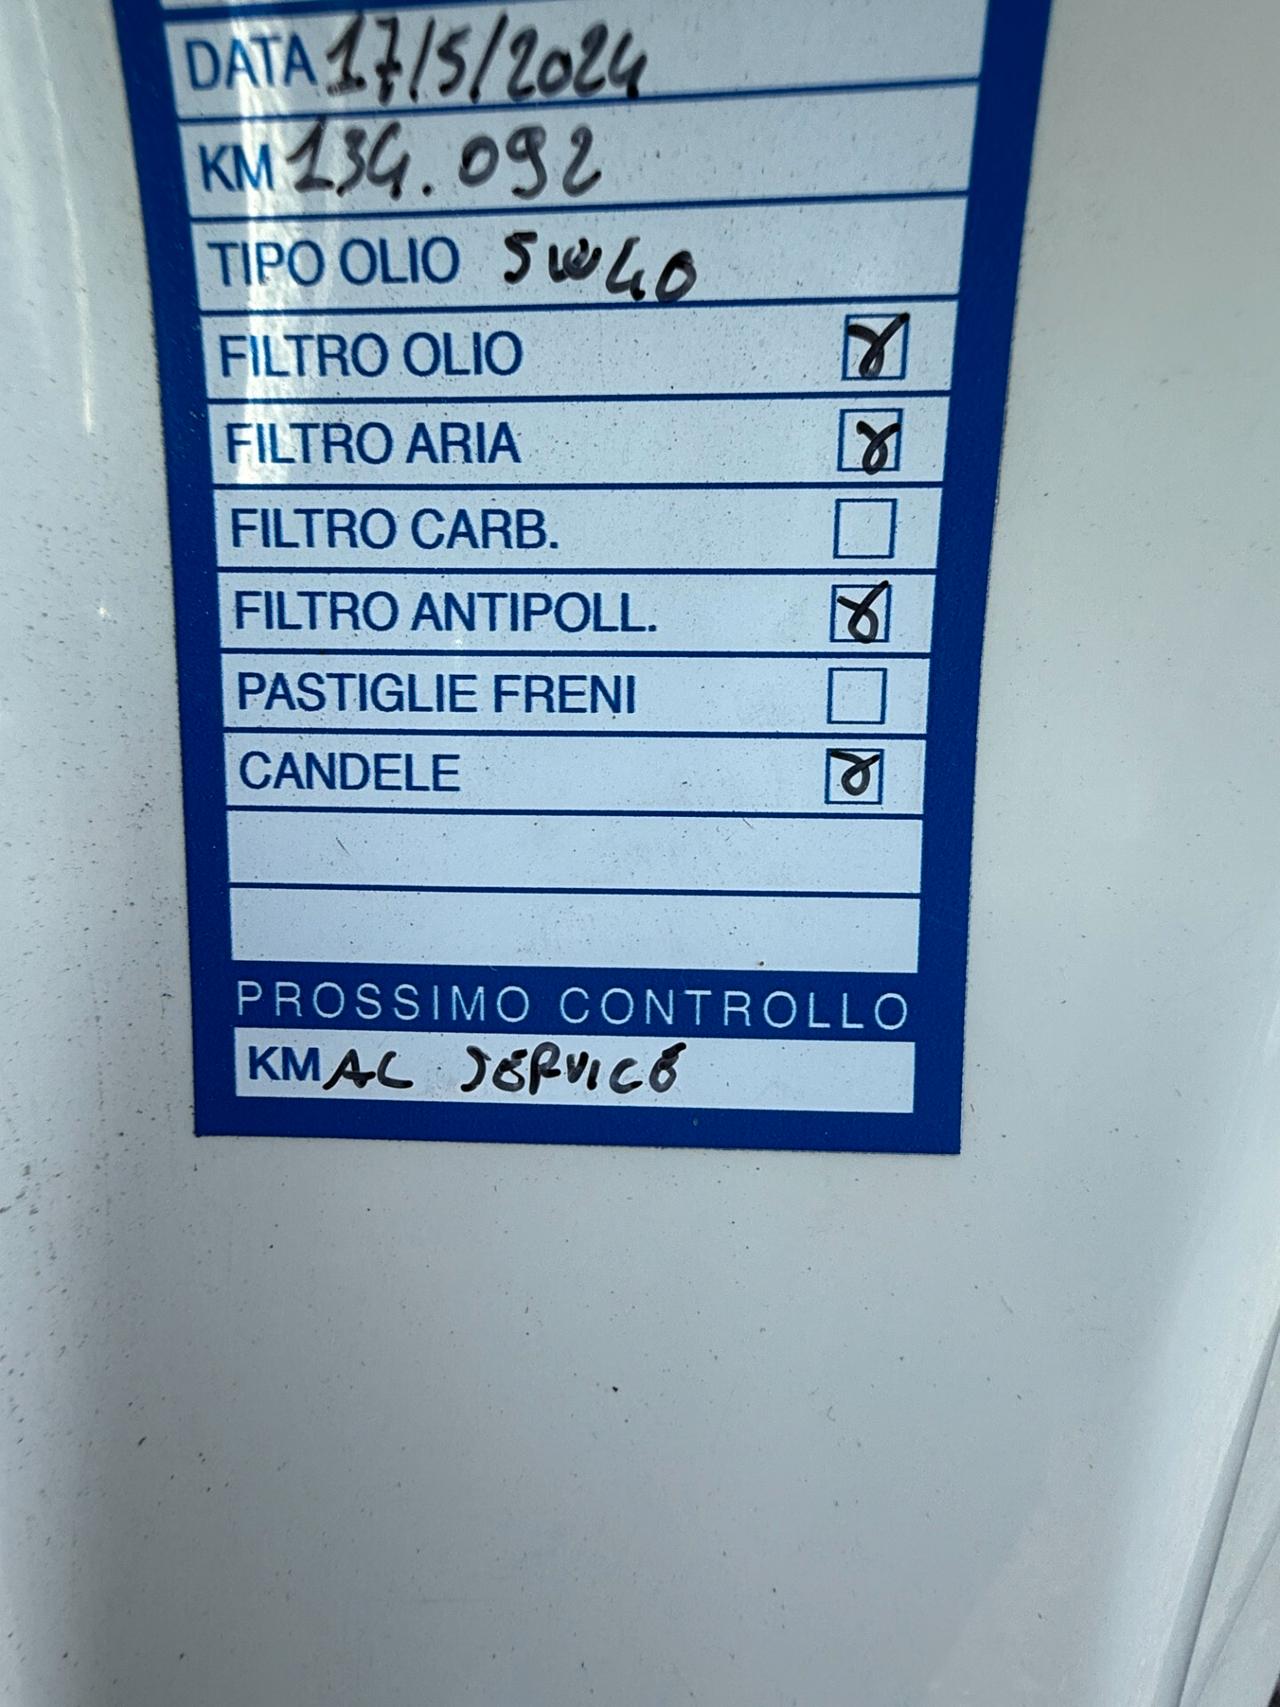 DATA 17/5/2024
KM 134.092
TIPO OLIO 5W40
FILTRO OLIO
FILTRO ARIA
FILTRO CARB.
FILTRO ANTIPOLL.
PASTIGLIE FRENI
CANDELE
PROSSIMO CONTROLLO
KM AL SERVICE